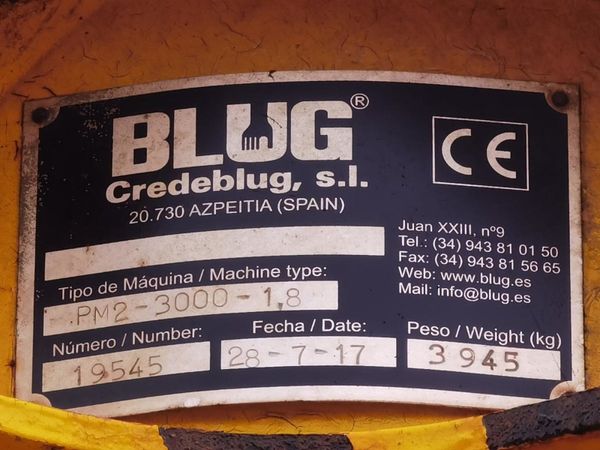 BLUG®
Credeblug, s.l.
20.730 AZPEITIA (SPAIN)
CE
Juan XXIII, nº9
Tel.: (34) 943 81 01 50
Fax: (34) 943 81 56 65
Web: www.blug.es
Mail: info@blug.es
Tipo de Máquina / Machine type:
PM2-3000-1,8
Número / Number:
19545
Fecha / Date:
28-7-17
Peso / Weight (kg)
3945